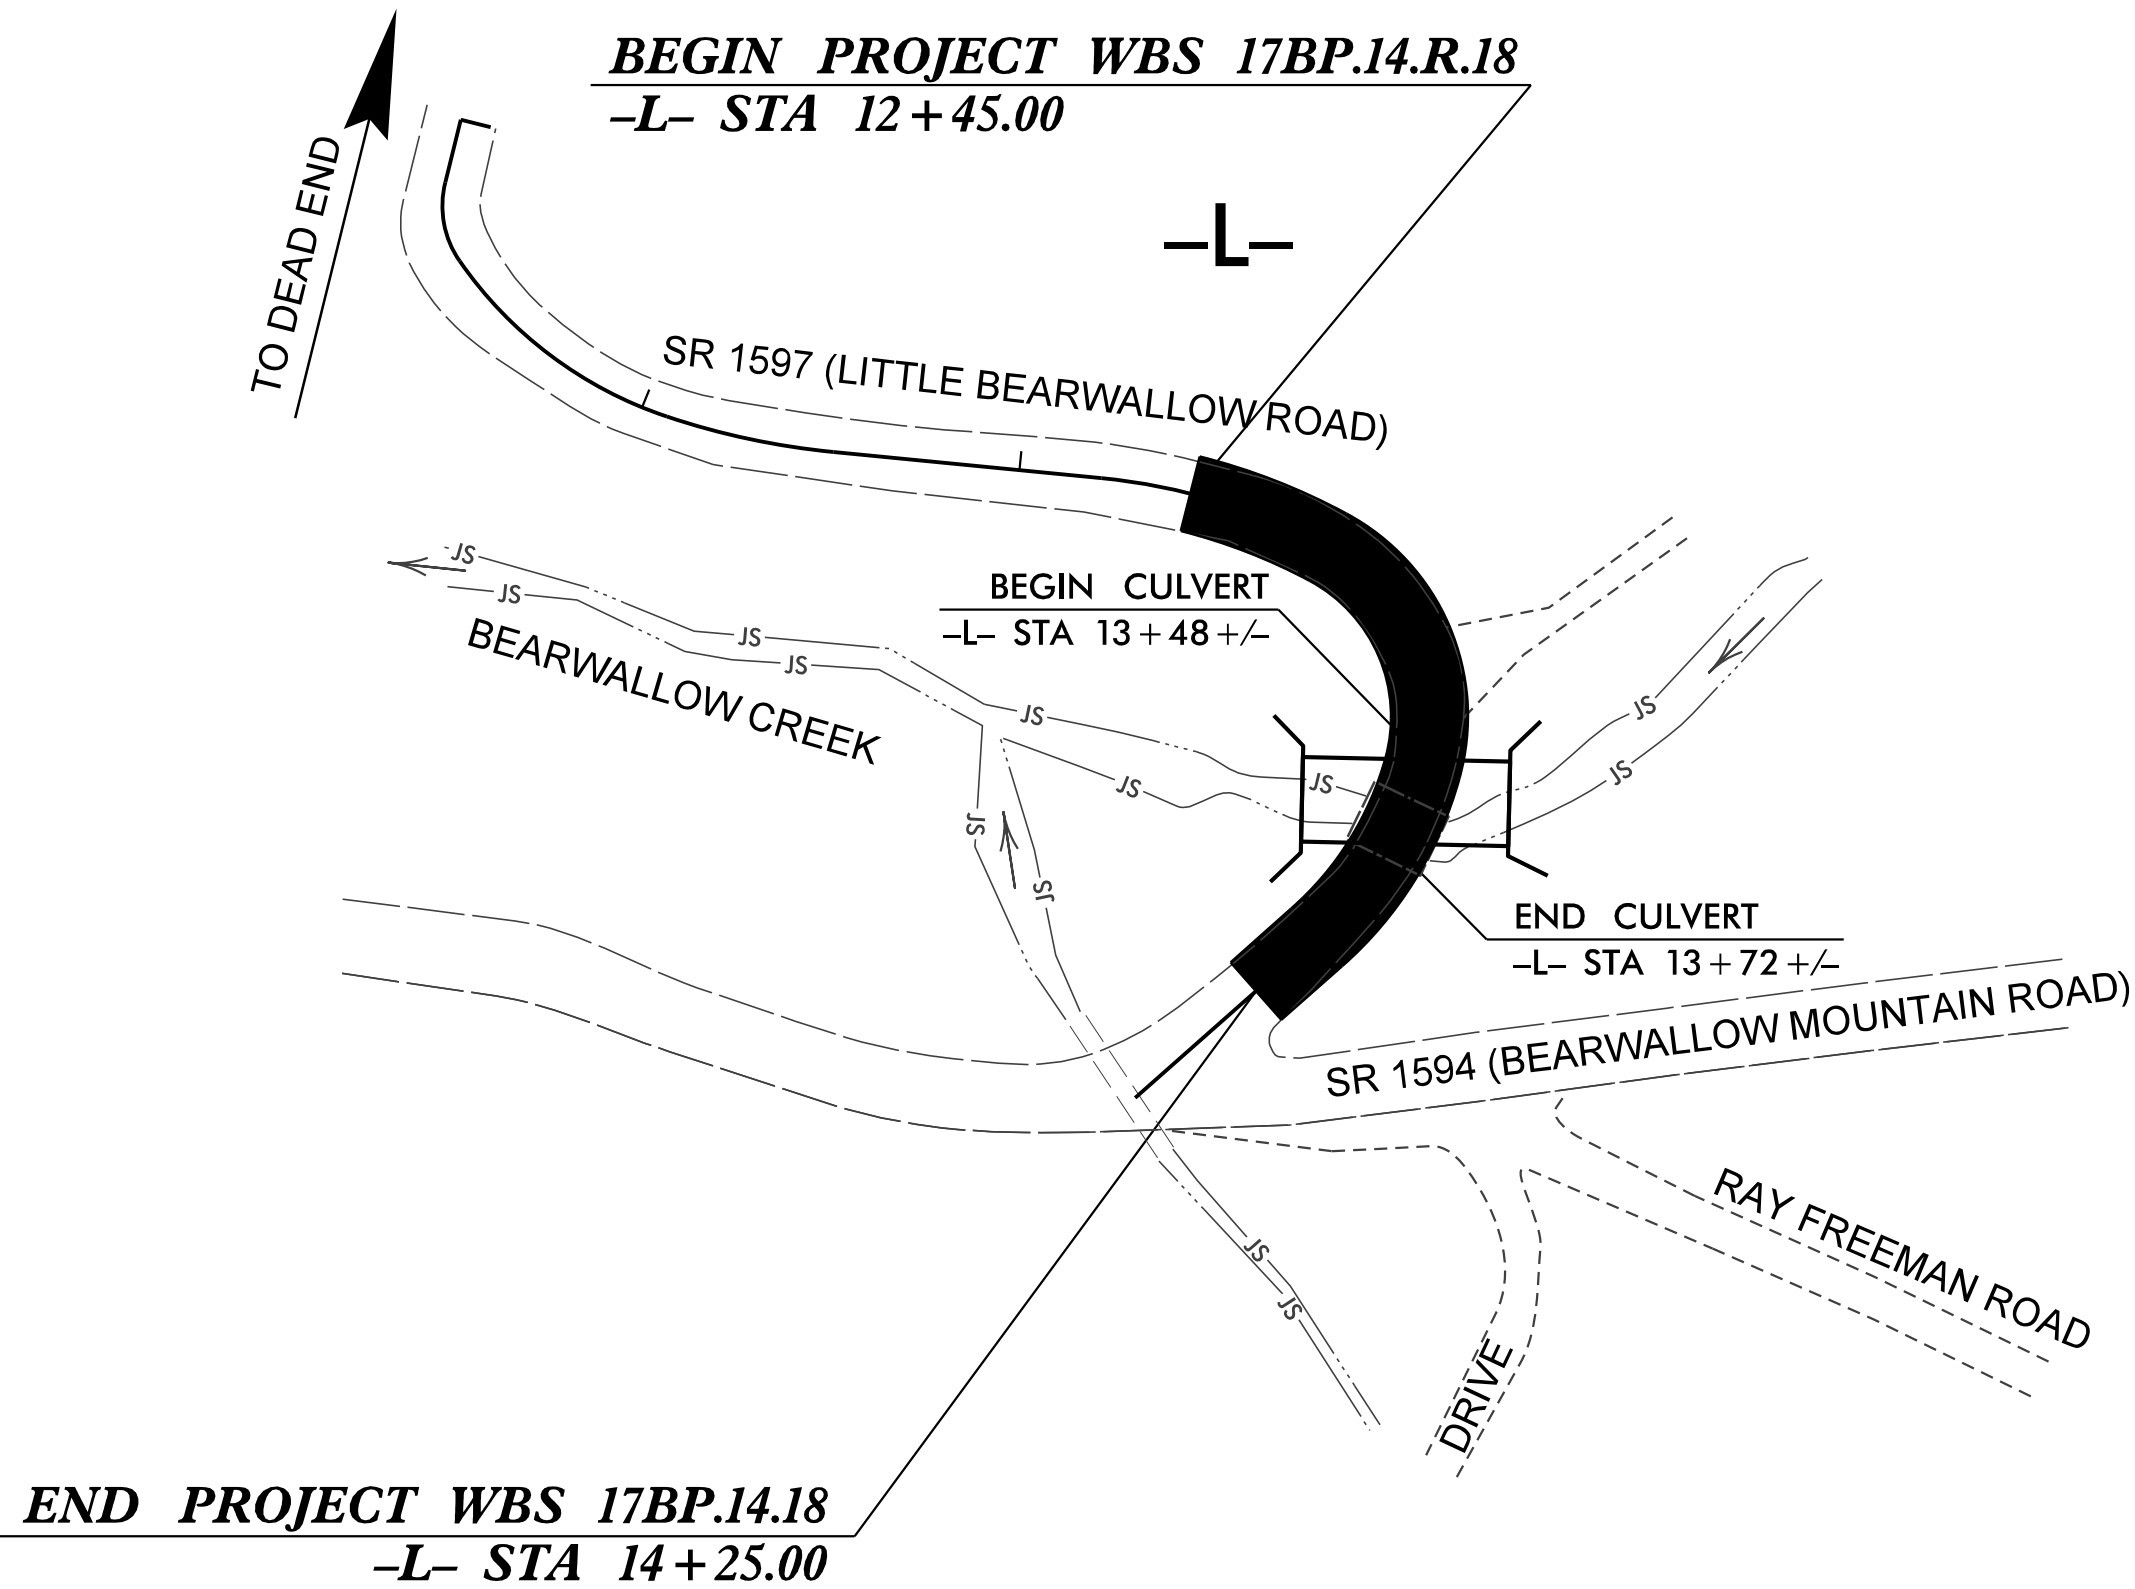 BEGIN PROJECT WBS 17BP.14.R.18
–L– STA 12+45.00
TO DEAD END
–L–
SR 1597 (LITTLE BEARWALLOW ROAD)
JS
JS
BEGIN CULVERT
–L– STA 13+48 +/–
BEARWALLOW CREEK
JS
JS
JS
JS
JS
JS
JS
JS
JS
END CULVERT
–L– STA 13+72 +/–
SR 1594 (BEARWALLOW MOUNTAIN ROAD)
RAY FREEMAN ROAD
JS
JS
DRIVE
END PROJECT WBS 17BP.14.18
–L– STA 14+25.00